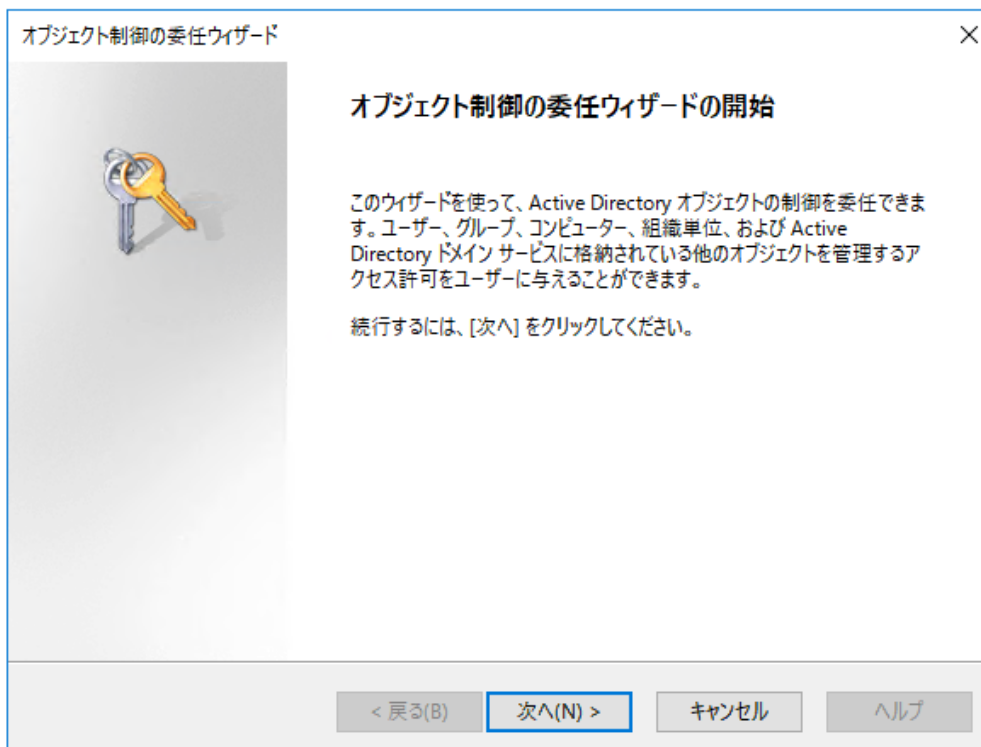 オブジェクト制御の委任ウィザード
オブジェクト制御の委任ウィザードの開始
このウィザードを使って、Active Directory オブジェクトの制御を委任できま
す。ユーザー、グループ、コンピューター、組織単位、および Active
Directory ドメイン サービスに格納されている他のオブジェクトを管理するア
クセス許可をユーザーに与えることができます。
続行するには、[次へ] をクリックしてください。
< 戻る(B) 次へ(N) > キャンセル ヘルプ